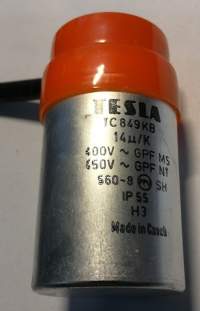 TESLA
TC 849 KB
14μ/K
400V ~ GPF MS
450V ~ GPF NT
560-8 SH
IP 55
H3
Made in Czech